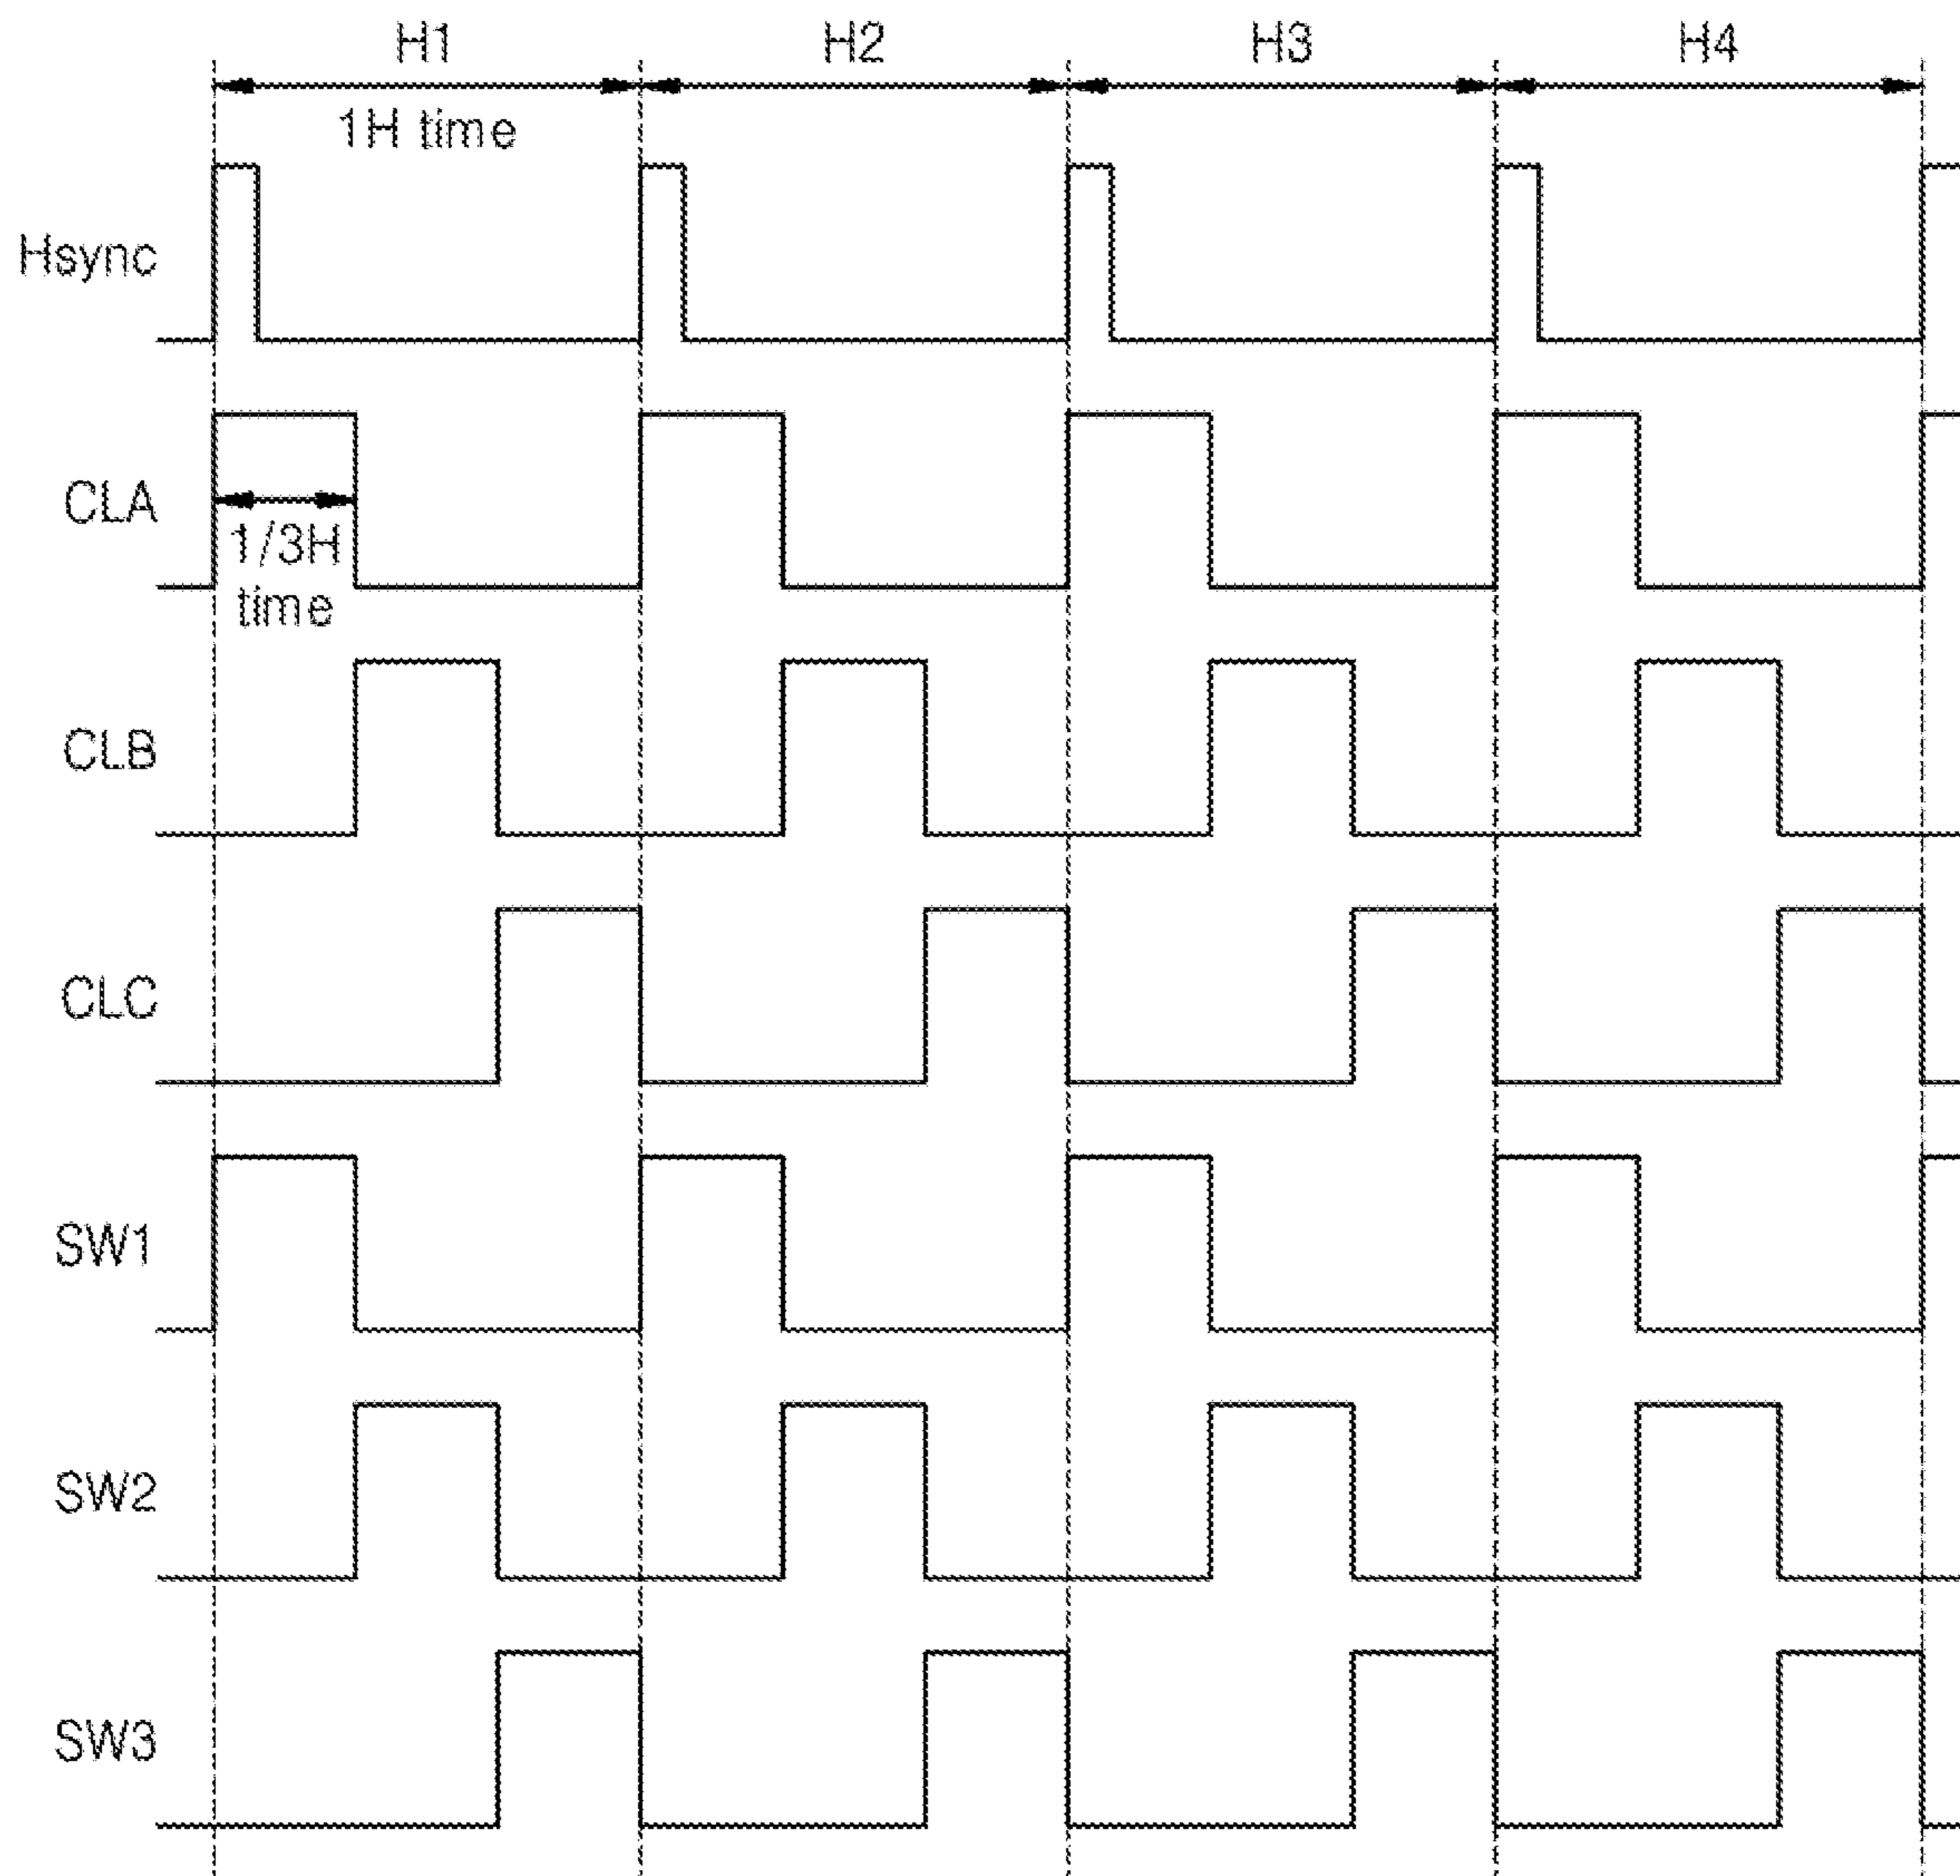 H1 H2 H3 H4
1H time
Hsync
CLA
1/3H
time
CLB
CLC
SW1
SW2
SW3